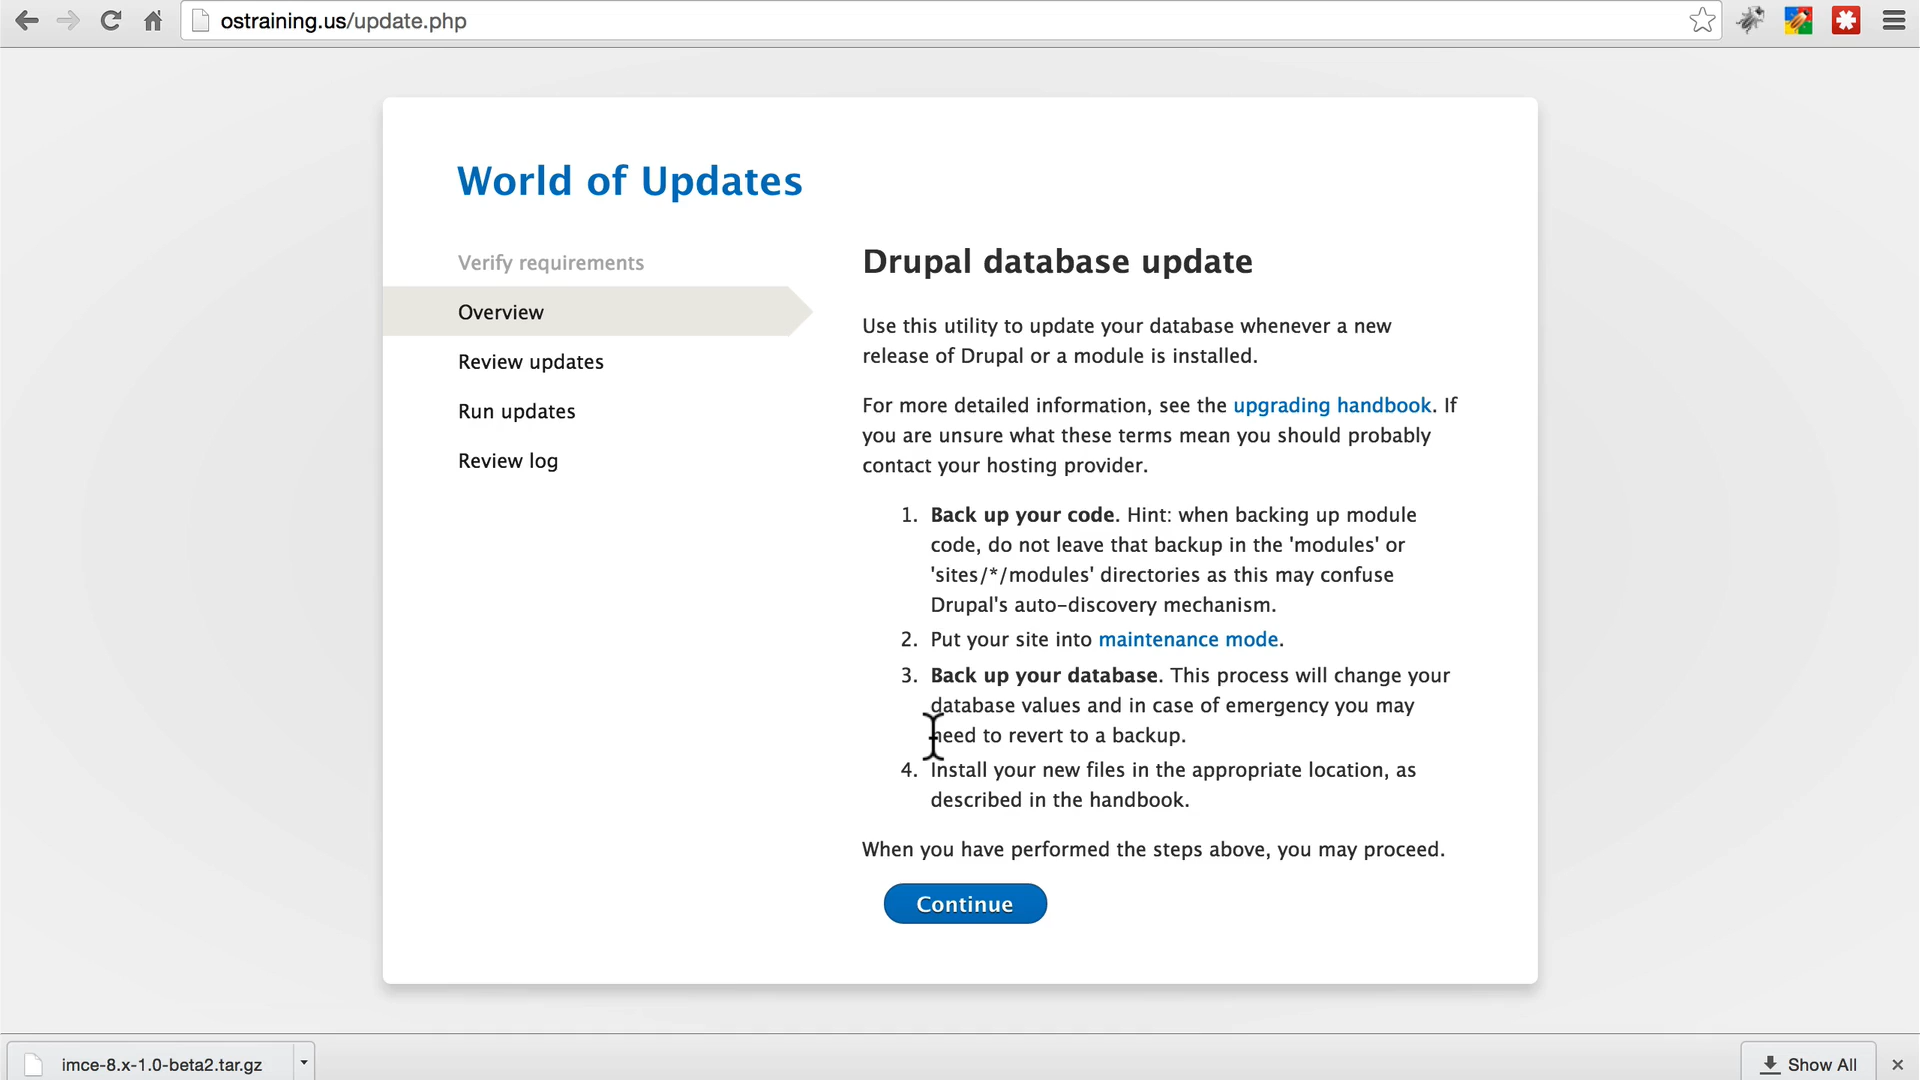 ostraining.us/update.php
World of Updates
Verify requirements
Overview
Review updates
Run updates
Review log
Drupal database update
Use this utility to update your database whenever a new
release of Drupal or a module is installed.
For more detailed information, see the upgrading handbook. If
you are unsure what these terms mean you should probably
contact your hosting provider.
1. Back up your code. Hint: when backing up module
code, do not leave that backup in the 'modules' or
'sites/*/modules' directories as this may confuse
Drupal's auto-discovery mechanism.
2. Put your site into maintenance mode.
3. Back up your database. This process will change your
database values and in case of emergency you may
need to revert to a backup.
4. Install your new files in the appropriate location, as
described in the handbook.
When you have performed the steps above, you may proceed.
Continue
imce-8.x-1.0-beta2.tar.gz
Show All